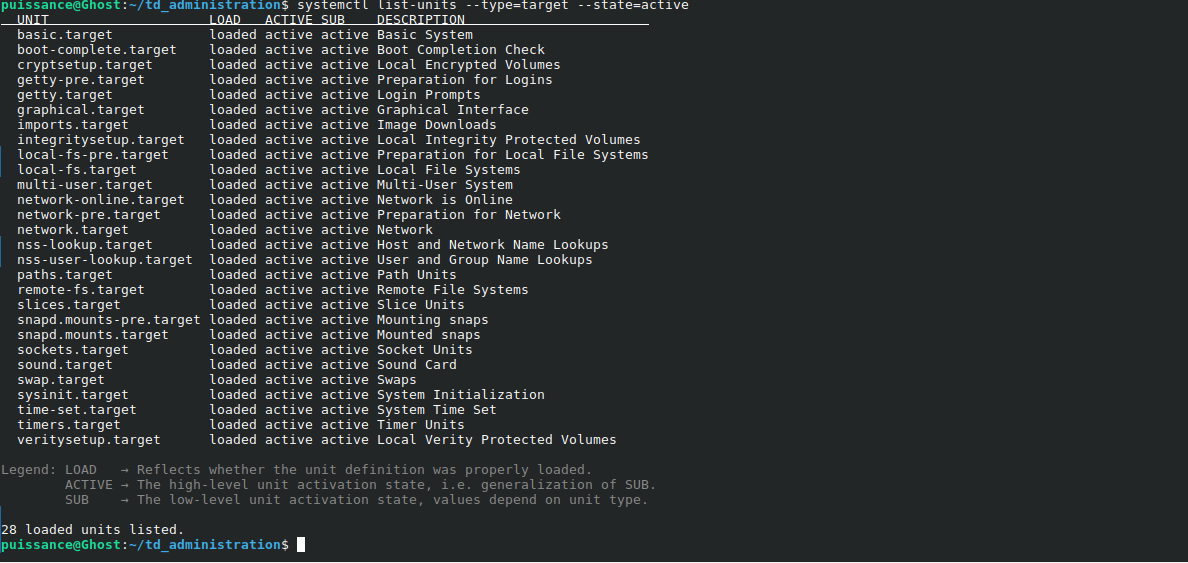 puissance@Ghost:~/td_administration$ systemctl list-units --type=target --state=active
  UNIT                    LOAD   ACTIVE SUB    DESCRIPTION
  basic.target            loaded active active Basic System
  boot-complete.target    loaded active active Boot Completion Check
  cryptsetup.target       loaded active active Local Encrypted Volumes
  getty-pre.target        loaded active active Preparation for Logins
  getty.target            loaded active active Login Prompts
  graphical.target        loaded active active Graphical Interface
  imports.target          loaded active active Image Downloads
  integritysetup.target   loaded active active Local Integrity Protected Volumes
  local-fs-pre.target     loaded active active Preparation for Local File Systems
  local-fs.target         loaded active active Local File Systems
  multi-user.target       loaded active active Multi-User System
  network-online.target   loaded active active Network is Online
  network-pre.target      loaded active active Preparation for Network
  network.target          loaded active active Network
  nss-lookup.target       loaded active active Host and Network Name Lookups
  nss-user-lookup.target  loaded active active User and Group Name Lookups
  paths.target            loaded active active Path Units
  remote-fs.target        loaded active active Remote File Systems
  slices.target           loaded active active Slice Units
  snapd.mounts-pre.target loaded active active Mounting snaps
  snapd.mounts.target     loaded active active Mounted snaps
  sockets.target          loaded active active Socket Units
  sound.target            loaded active active Sound Card
  swap.target             loaded active active Swaps
  sysinit.target          loaded active active System Initialization
  time-set.target         loaded active active System Time Set
  timers.target           loaded active active Timer Units
  veritysetup.target      loaded active active Local Verity Protected Volumes

Legend: LOAD   → Reflects whether the unit definition was properly loaded.
        ACTIVE → The high-level unit activation state, i.e. generalization of SUB.
        SUB    → The low-level unit activation state, values depend on unit type.

28 loaded units listed.
puissance@Ghost:~/td_administration$